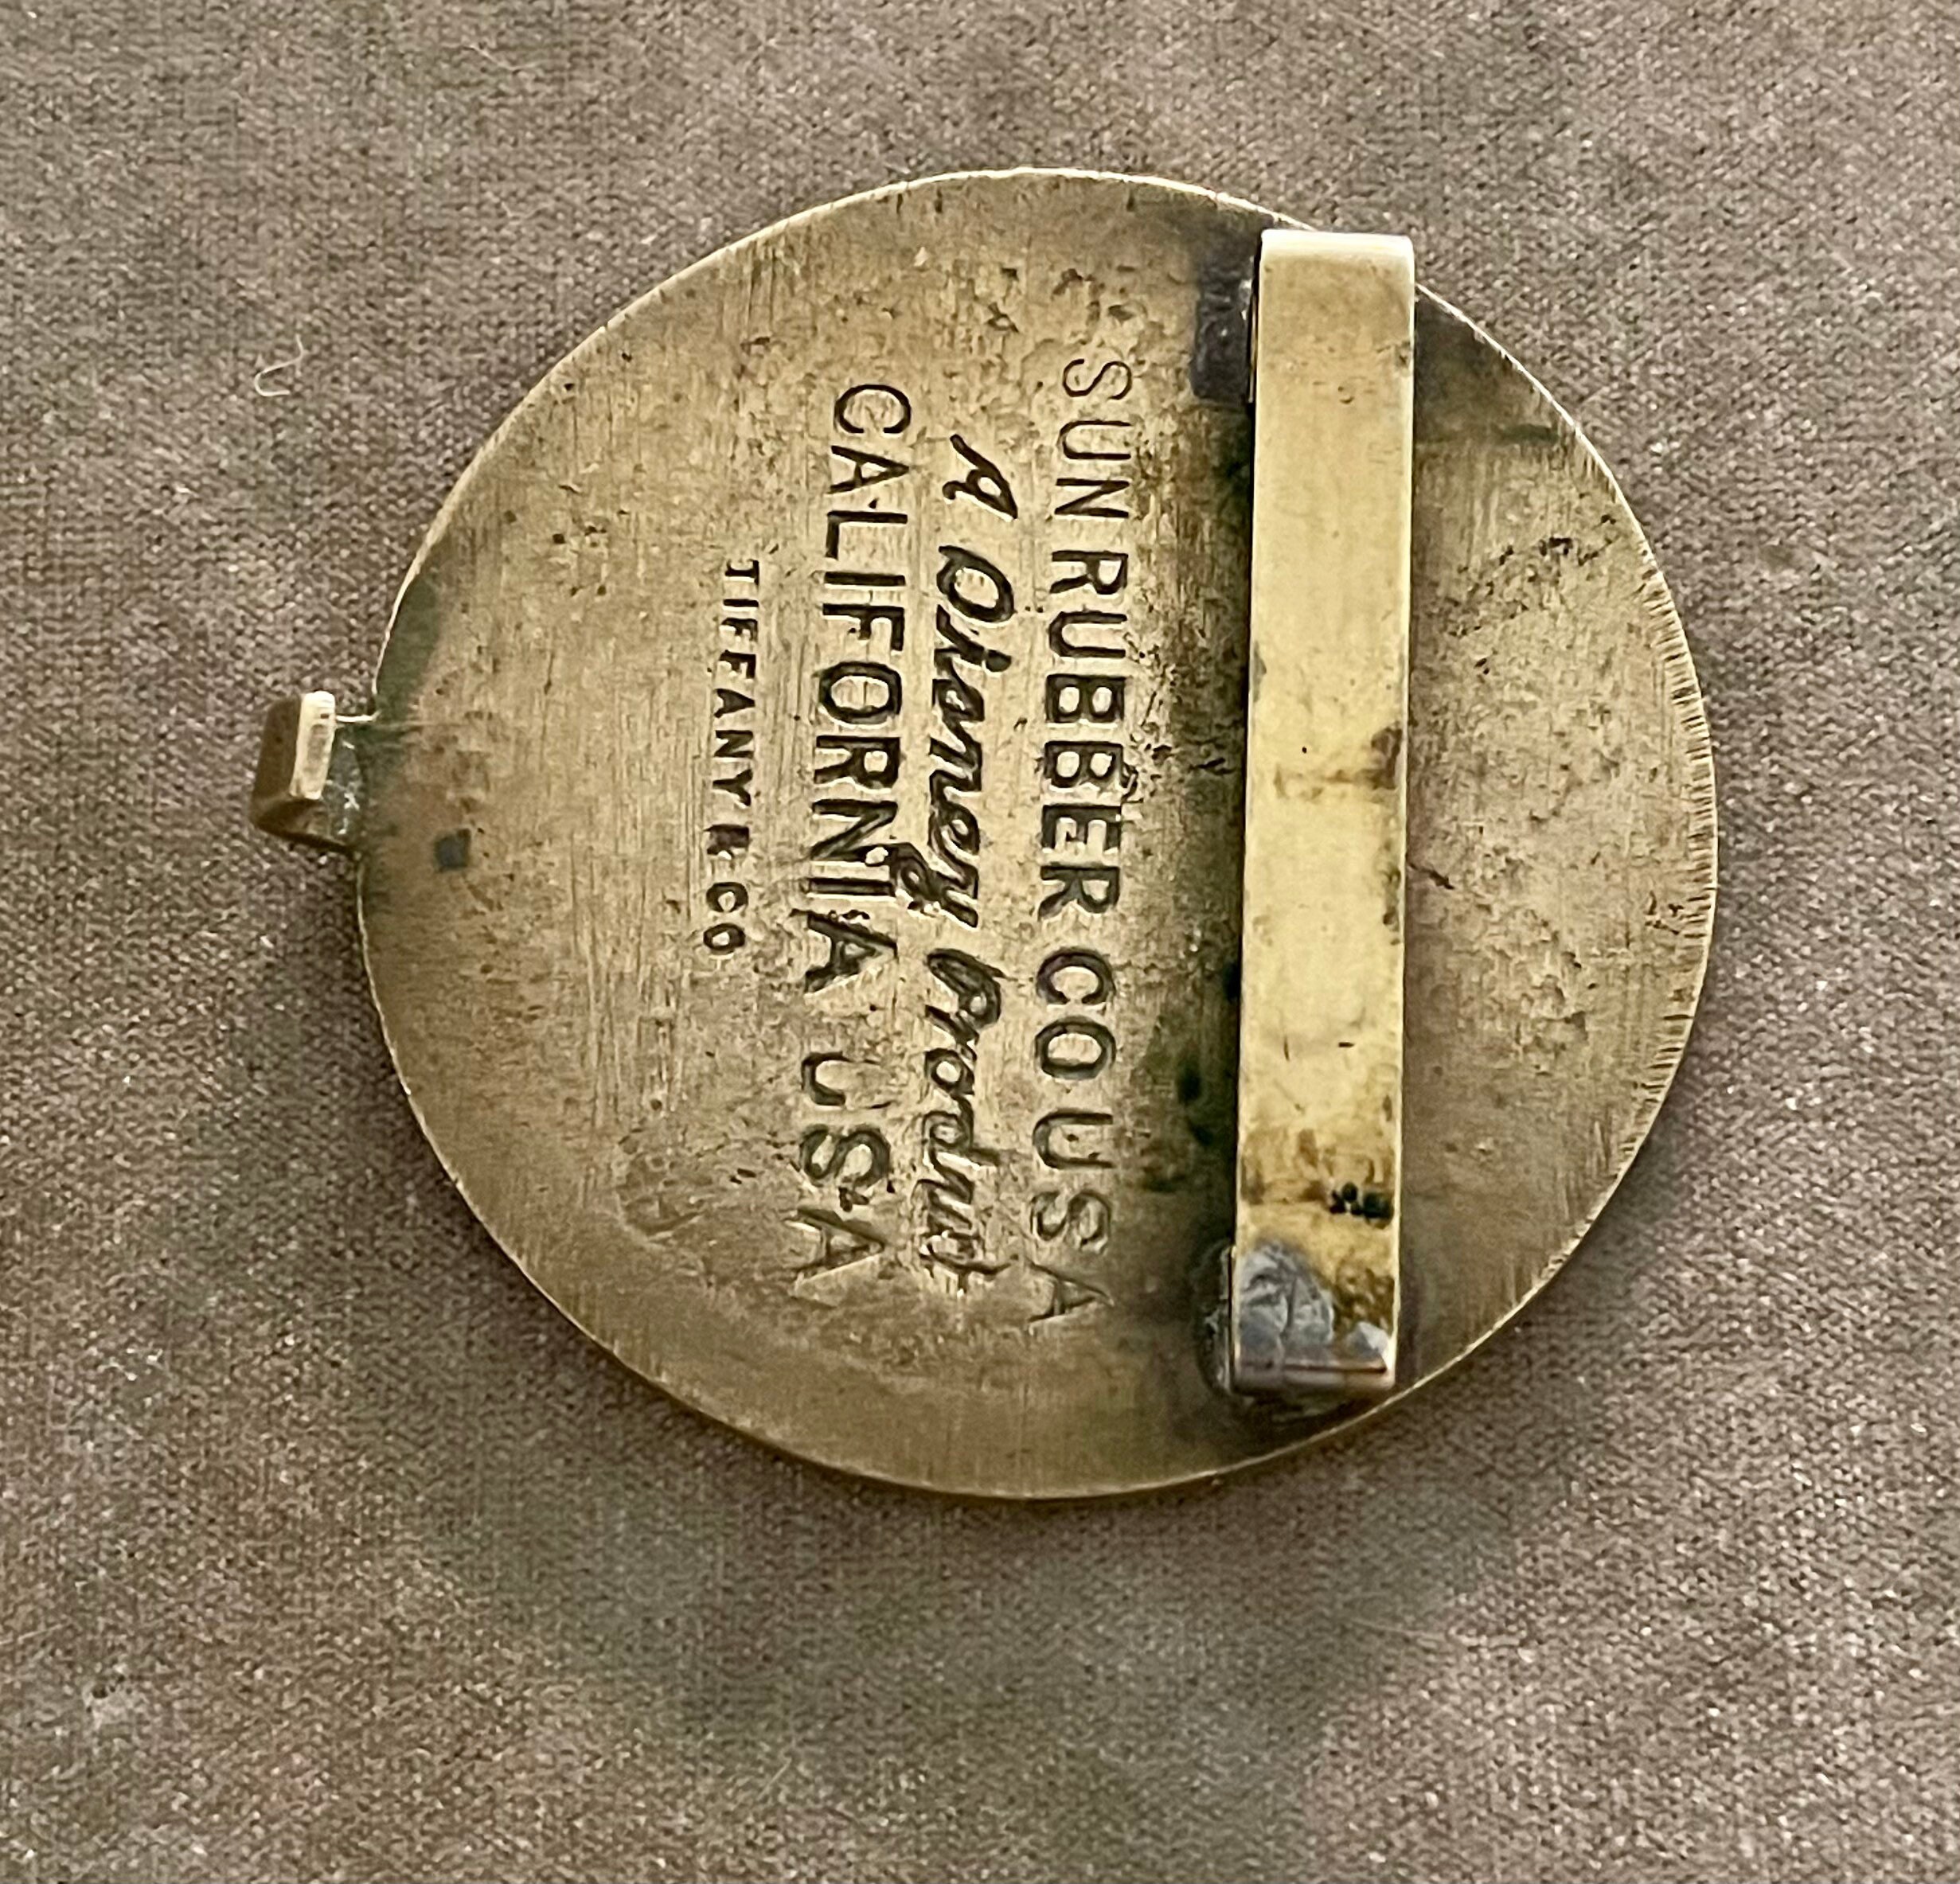 SUN RUBBER CO USA
A Disney Product
CALIFORNIA USA
TIFFANY & CO